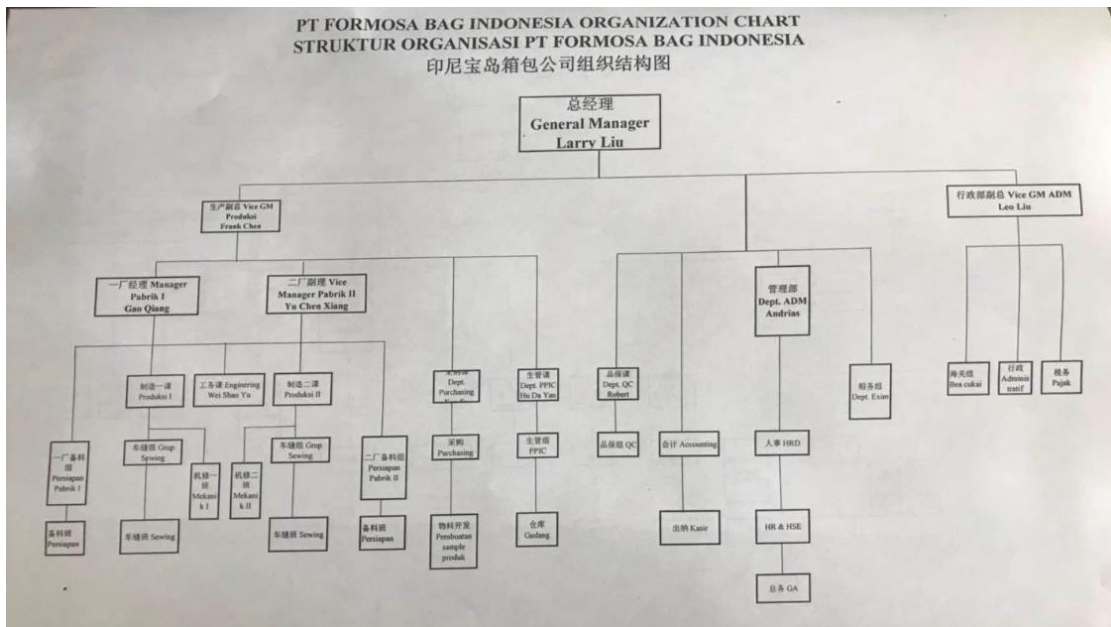 PT FORMOSA BAG INDONESIA ORGANIZATION CHART
STRUKTUR ORGANISASI PT FORMOSA BAG INDONESIA
印尼宝岛箱包公司组织结构图
总经理
General Manager
Larry Liu
生产副总 Vice GM
Produksi
Frank Chen
行政部副总 Vice GM ADM
Leo Liu
一厂经理 Manager
Pabrik I
Gao Qiang
二厂副理 Vice
Manager Pabrik II
Yu Chen Xiang
管理部
Dept. ADM
Andrias
制造一课
Produksi I
工务课 Enginering
Wei Shao Yu
制造二课
Produksi II
Dept.
Purchasing
生管课
Dept. PPIC
Hu Da Yan
品保课
Dept. QC
Robert
船务组
Dept. Exim
海关组
Bea cukai
行政
Adminis
tratif
税务
Pajak
一厂备料
组
Persiapan
Pabrik I
车缝组 Grup
Sewing
机修一
班
Mekani
k I
机修二
班
Mekani
k II
车缝组 Grup
Sewing
二厂备料组
Persiapan
Pabrik II
采购
Purchasing
生管组
PPIC
品保组 QC
会计 Accounting
人事 HRD
备料班
Persiapan
车缝班 Sewing
车缝班 Sewing
备料班
Persiapan
物料开发
Pembuatan
sample
produk
仓库
Gudang
出纳 Kasir
HR & HSE
总务 GA